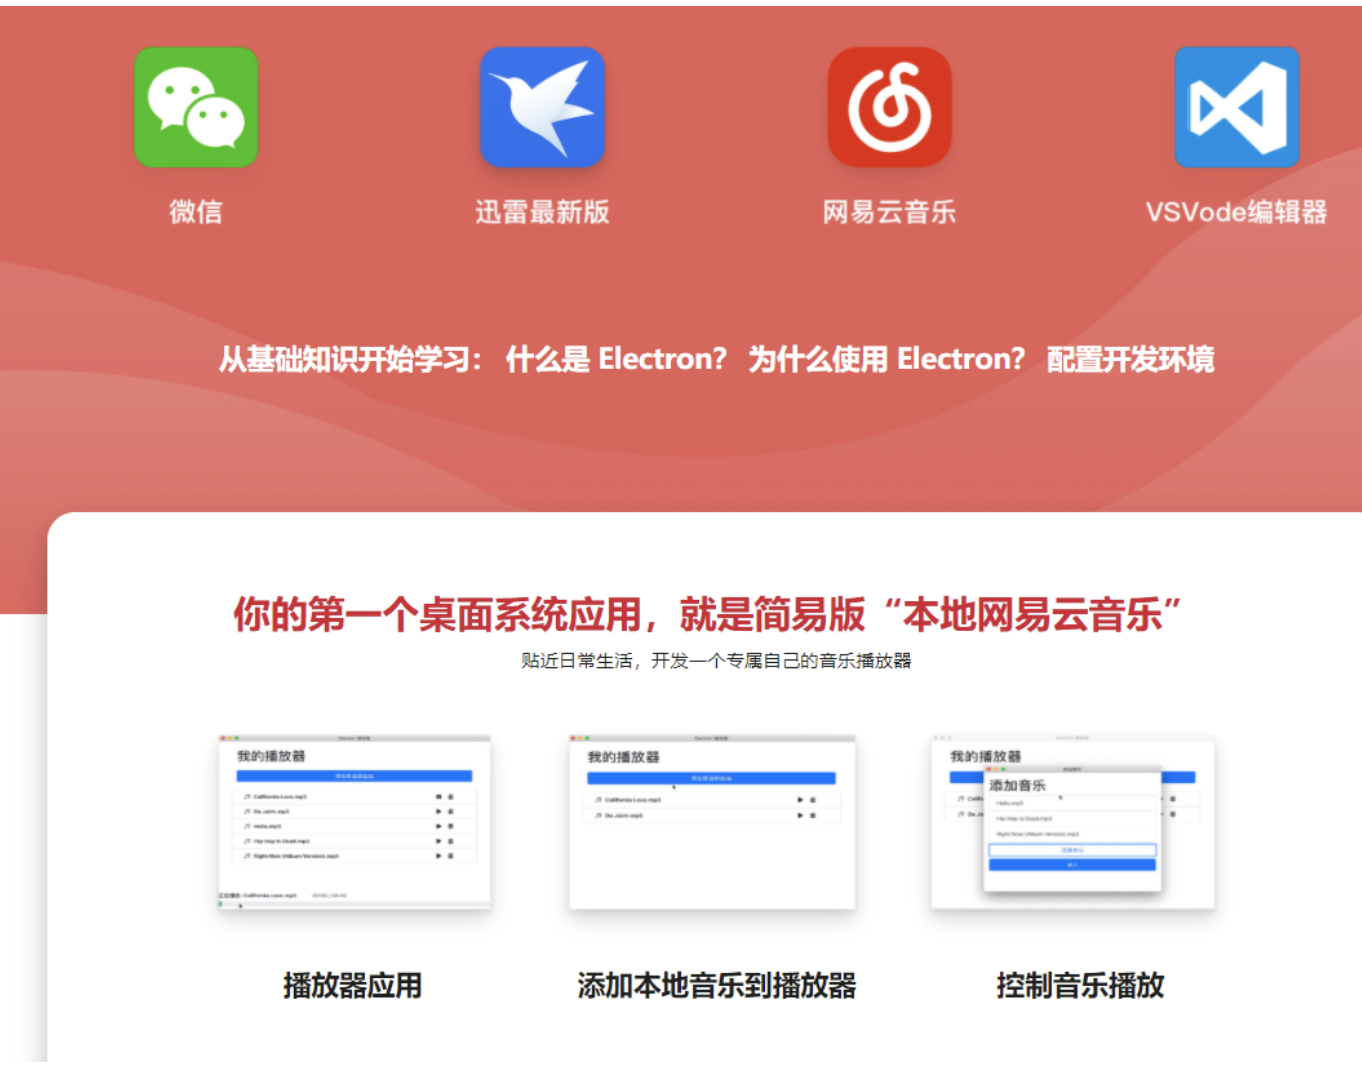 微信
迅雷最新版
网易云音乐
VSVode编辑器
从基础知识开始学习： 什么是 Electron? 为什么使用 Electron? 配置开发环境
你的第一个桌面系统应用，就是简易版“本地网易云音乐”
贴近日常生活，开发一个专属自己的音乐播放器
我的播放器
California Love.mp3
Da Joint.mp3
Hello.mp3
Hip Hop Is Dead.mp3
Right Now (Album Version).mp3
California Love.mp3
我的播放器
California Love.mp3
Da Joint.mp3
我的播放器
添加音乐
Hello.mp3
Hip Hop Is Dead.mp3
Right Now (Album Version).mp3
播放器应用
添加本地音乐到播放器
控制音乐播放